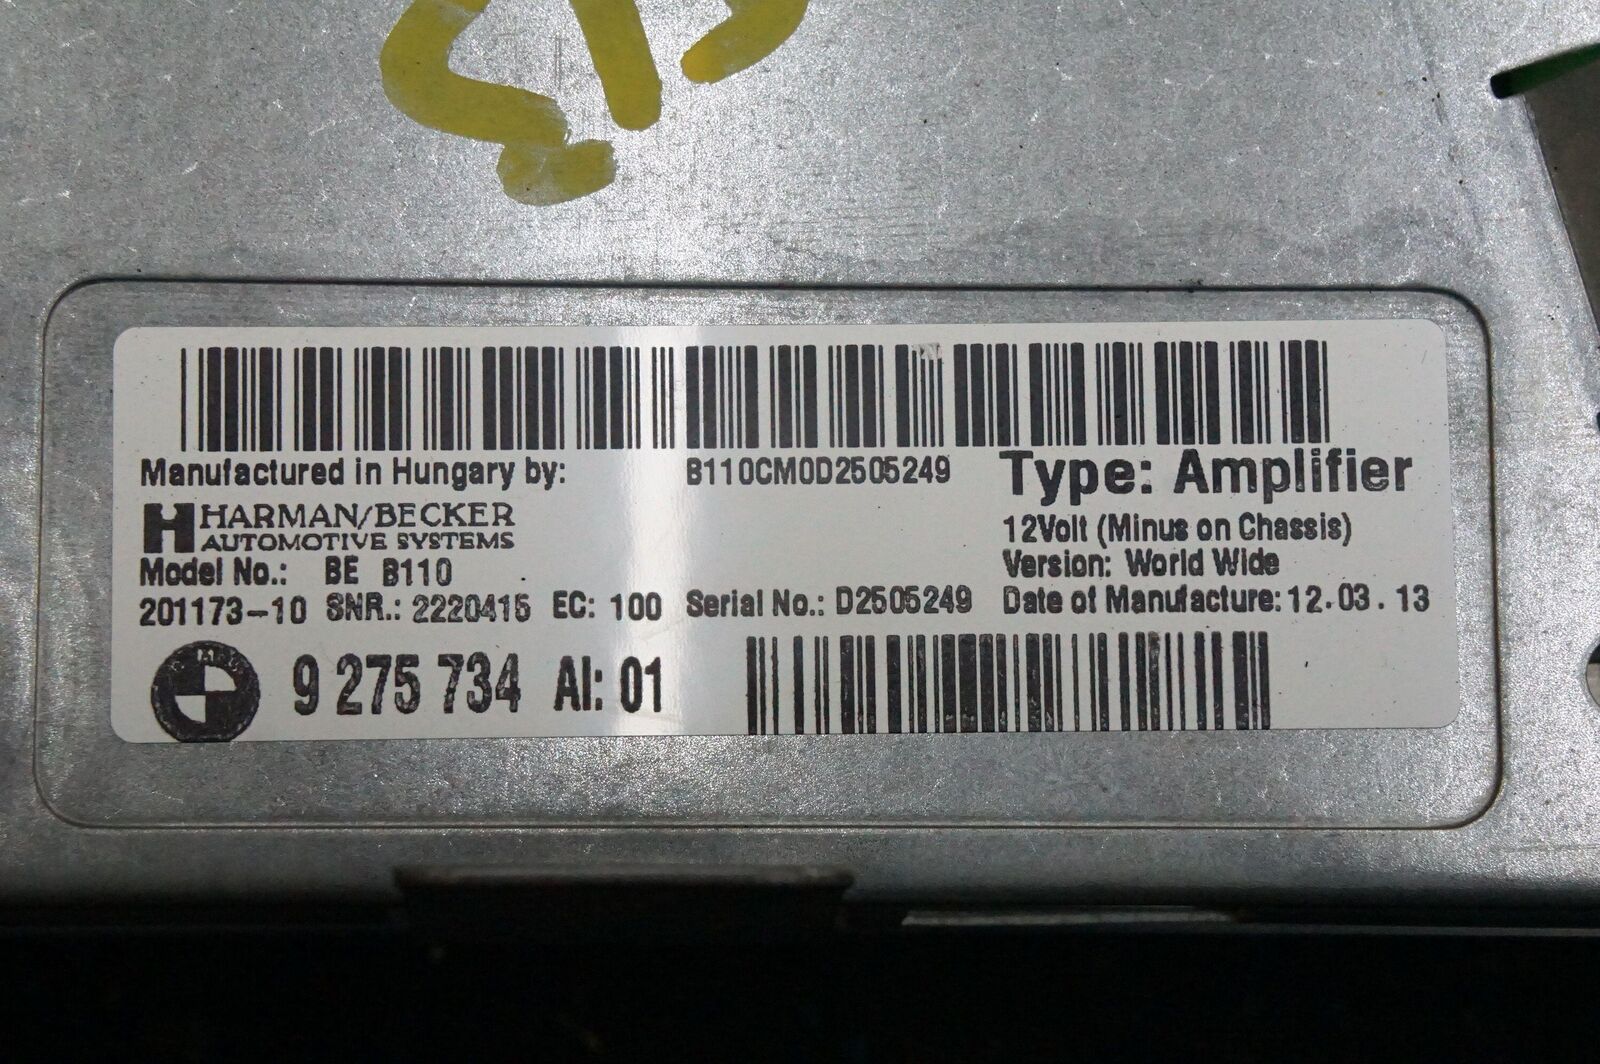 Manufactured in Hungary by:
B110CM0D2505249
Type: Amplifier
HARMAN/BECKER
AUTOMOTIVE SYSTEMS
12Volt (Minus on Chassis)
Version: World Wide
Model No.: BE B110
201173-10 SNR.: 2220415 EC: 100 Serial No.: D2505249 Date of Manufacture: 12.03.13
9 275 734 AI: 01